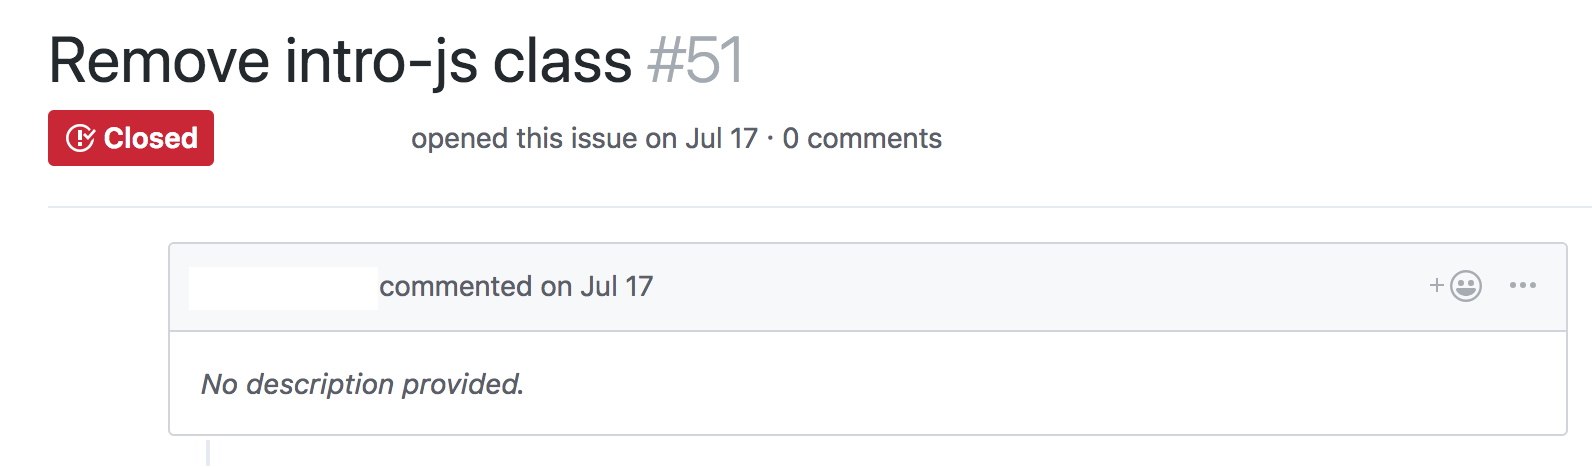 Remove intro-js class #51
Closed opened this issue on Jul 17 · 0 comments
commented on Jul 17
No description provided.